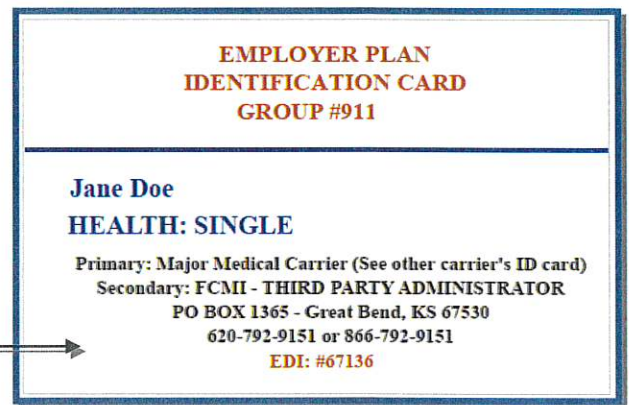 EMPLOYER PLAN
IDENTIFICATION CARD
GROUP #911
Jane Doe
HEALTH: SINGLE
Primary: Major Medical Carrier (See other carrier's ID card)
Secondary: FCMI - THIRD PARTY ADMINISTRATOR
PO BOX 1365 - Great Bend, KS 67530
620-792-9151 or 866-792-9151
EDI: #67136